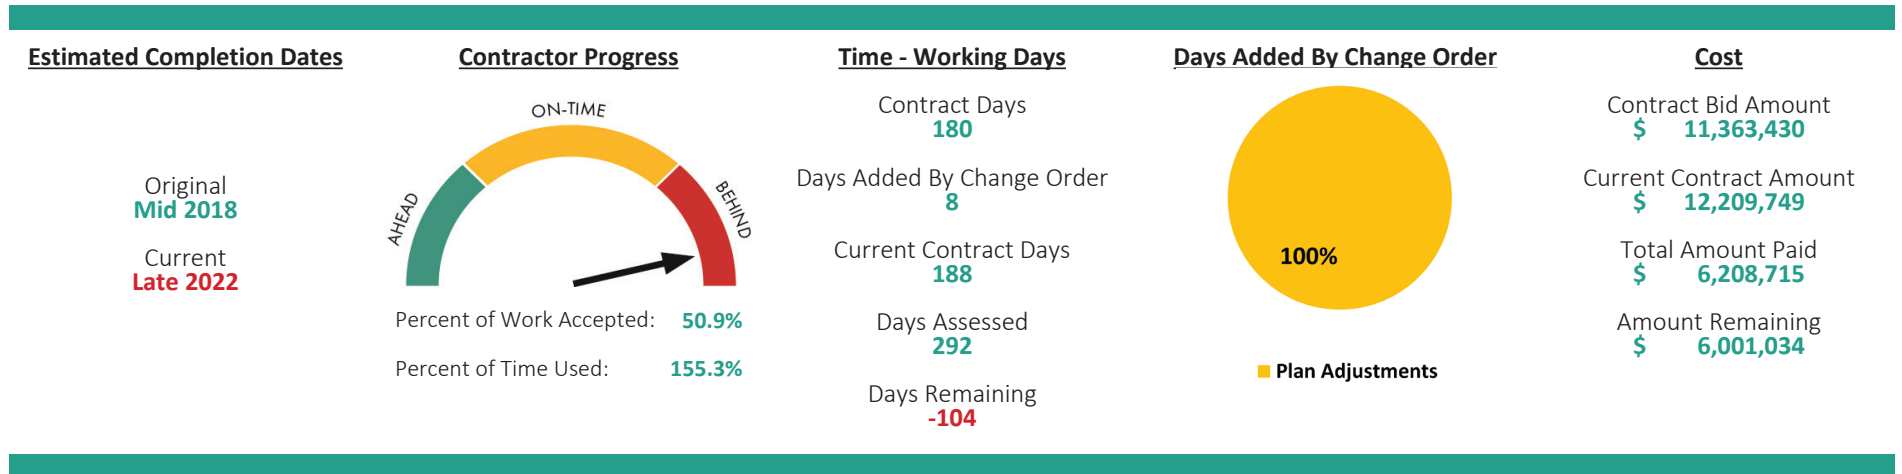 Estimated Completion Dates
Original
Mid 2018
Current
Late 2022
Contractor Progress
AHEAD
ON-TIME
BEHIND
Percent of Work Accepted: 50.9%
Percent of Time Used: 155.3%
Time - Working Days
Contract Days
180
Days Added By Change Order
8
Current Contract Days
188
Days Assessed
292
Days Remaining
-104
Days Added By Change Order
100%
Plan Adjustments
Cost
Contract Bid Amount
$ 11,363,430
Current Contract Amount
$ 12,209,749
Total Amount Paid
$ 6,208,715
Amount Remaining
$ 6,001,034